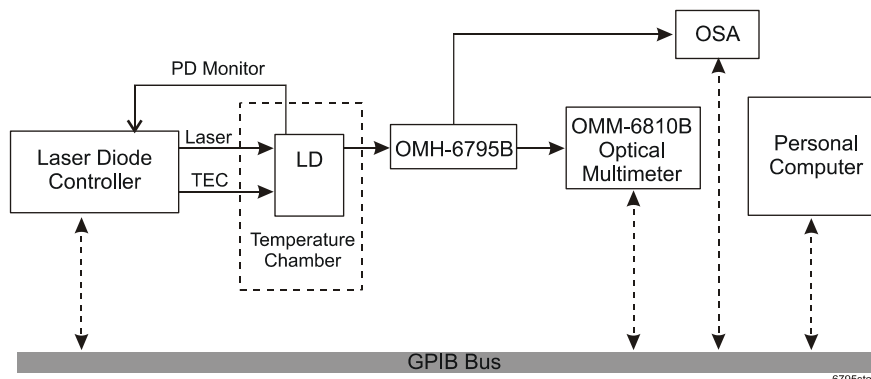 OSA
PD Monitor
Laser
Laser Diode
Controller
TEC
LD
Temperature
Chamber
OMH-6795B
OMM-6810B
Optical
Multimeter
Personal
Computer
GPIB Bus